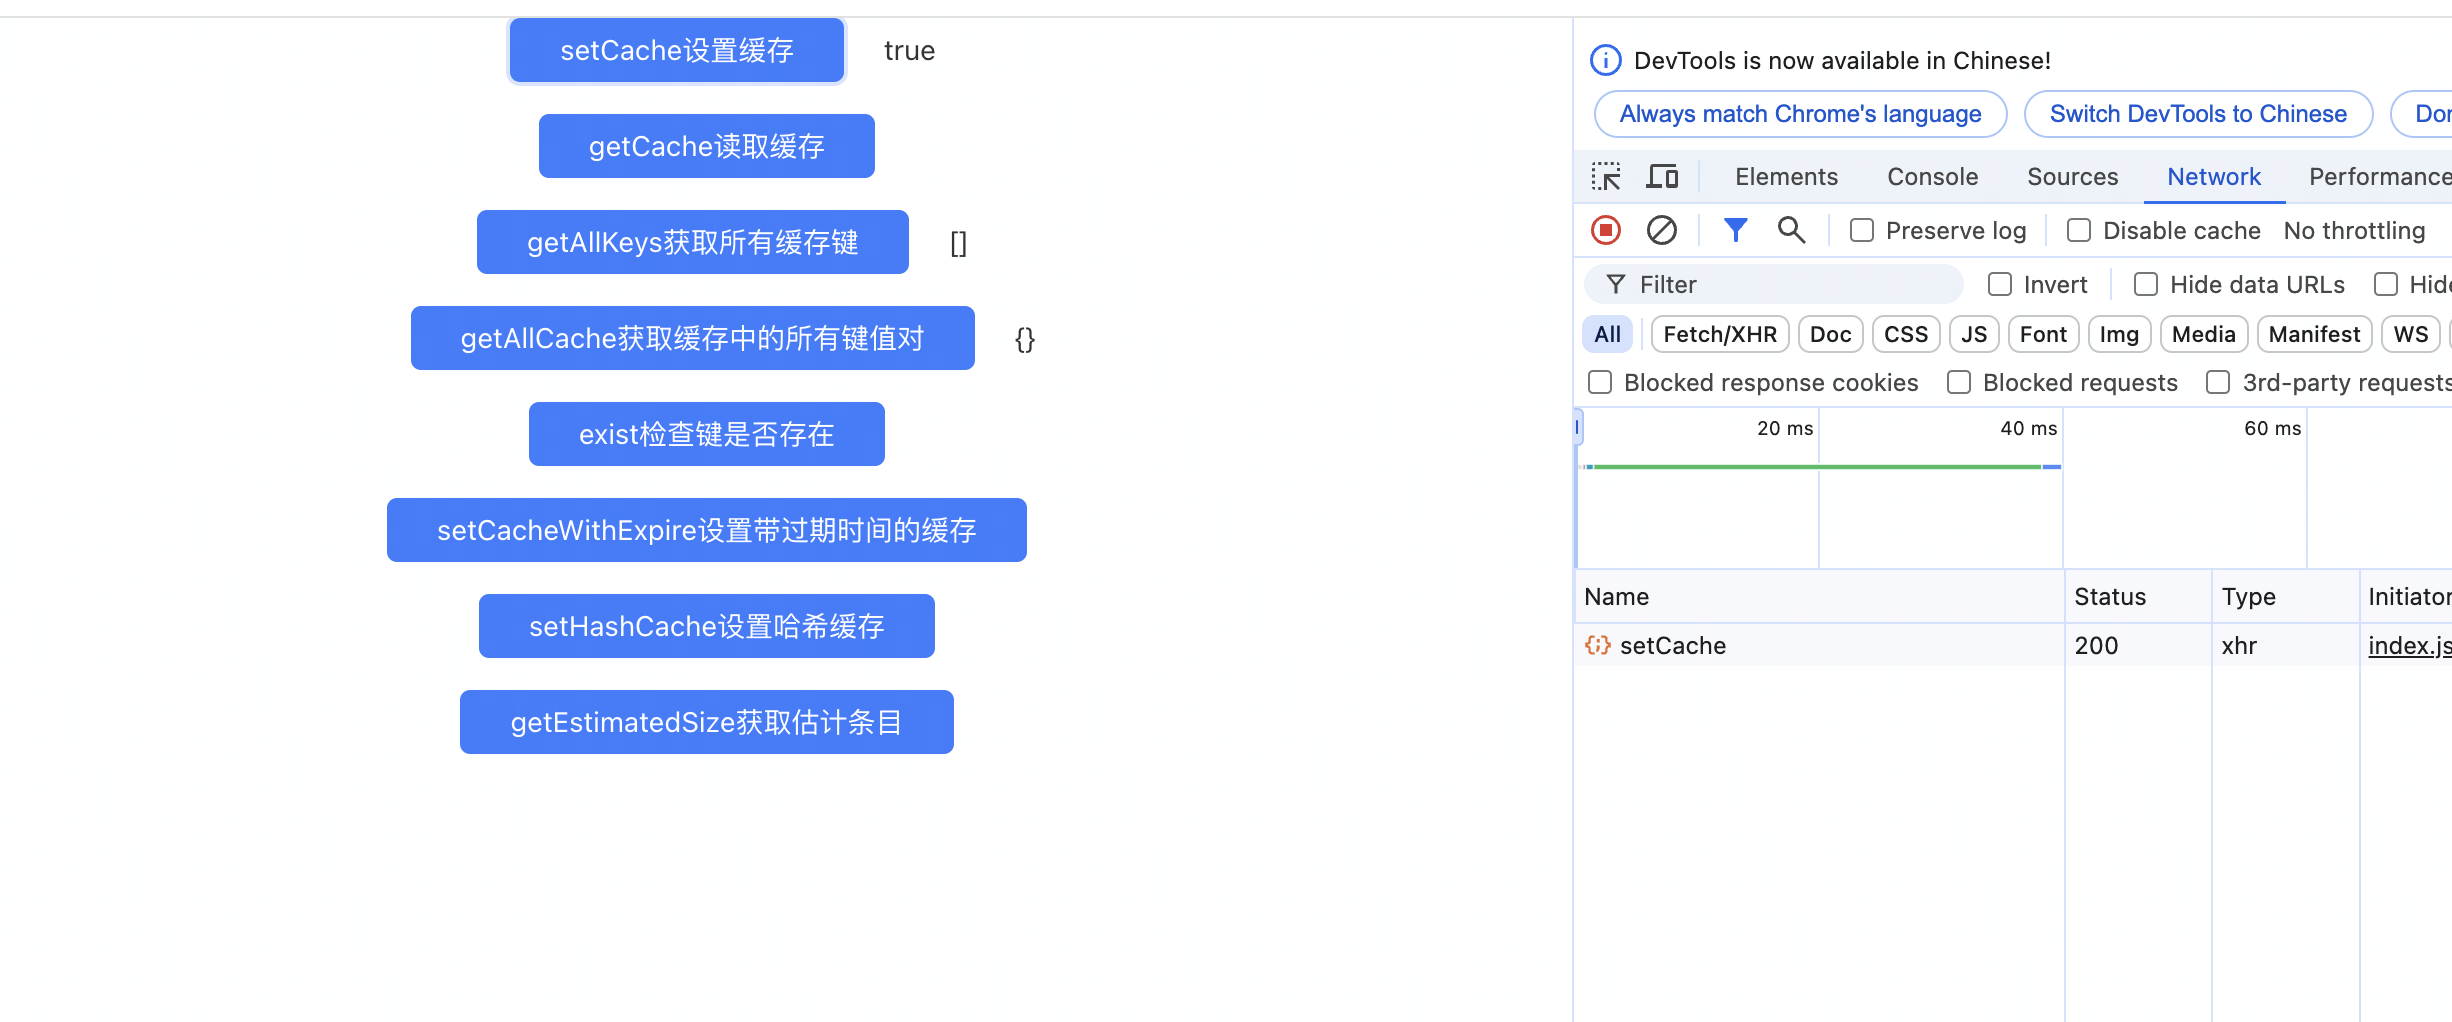 setCache设置缓存 true
getCache读取缓存
getAllKeys获取所有缓存键 []
getAllCache获取缓存中的所有键值对 {}
exist检查键是否存在
setCacheWithExpire设置带过期时间的缓存
setHashCache设置哈希缓存
getEstimatedSize获取估计条目
DevTools is now available in Chinese!
Always match Chrome's language Switch DevTools to Chinese Dor
Elements Console Sources Network Performance
Preserve log Disable cache No throttling
Filter Invert Hide data URLs Hide
All Fetch/XHR Doc CSS JS Font Img Media Manifest WS
Blocked response cookies Blocked requests 3rd-party requests
20 ms 40 ms 60 ms
Name Status Type Initiator
setCache 200 xhr index.js